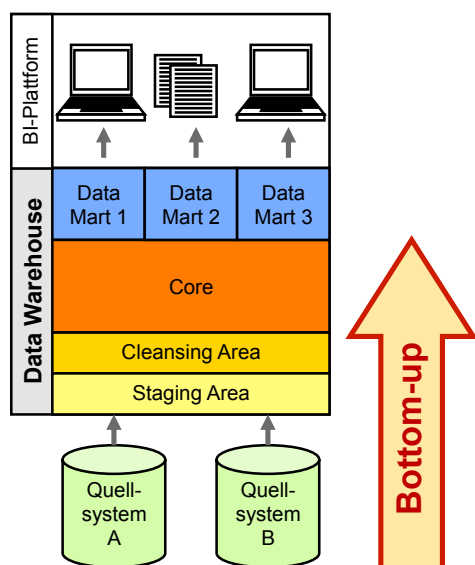 BI-Plattform
Data
Mart 1
Data
Mart 2
Data
Mart 3
Data Warehouse
Core
Cleansing Area
Staging Area
Quell-
system
A
Quell-
system
B
Bottom-up